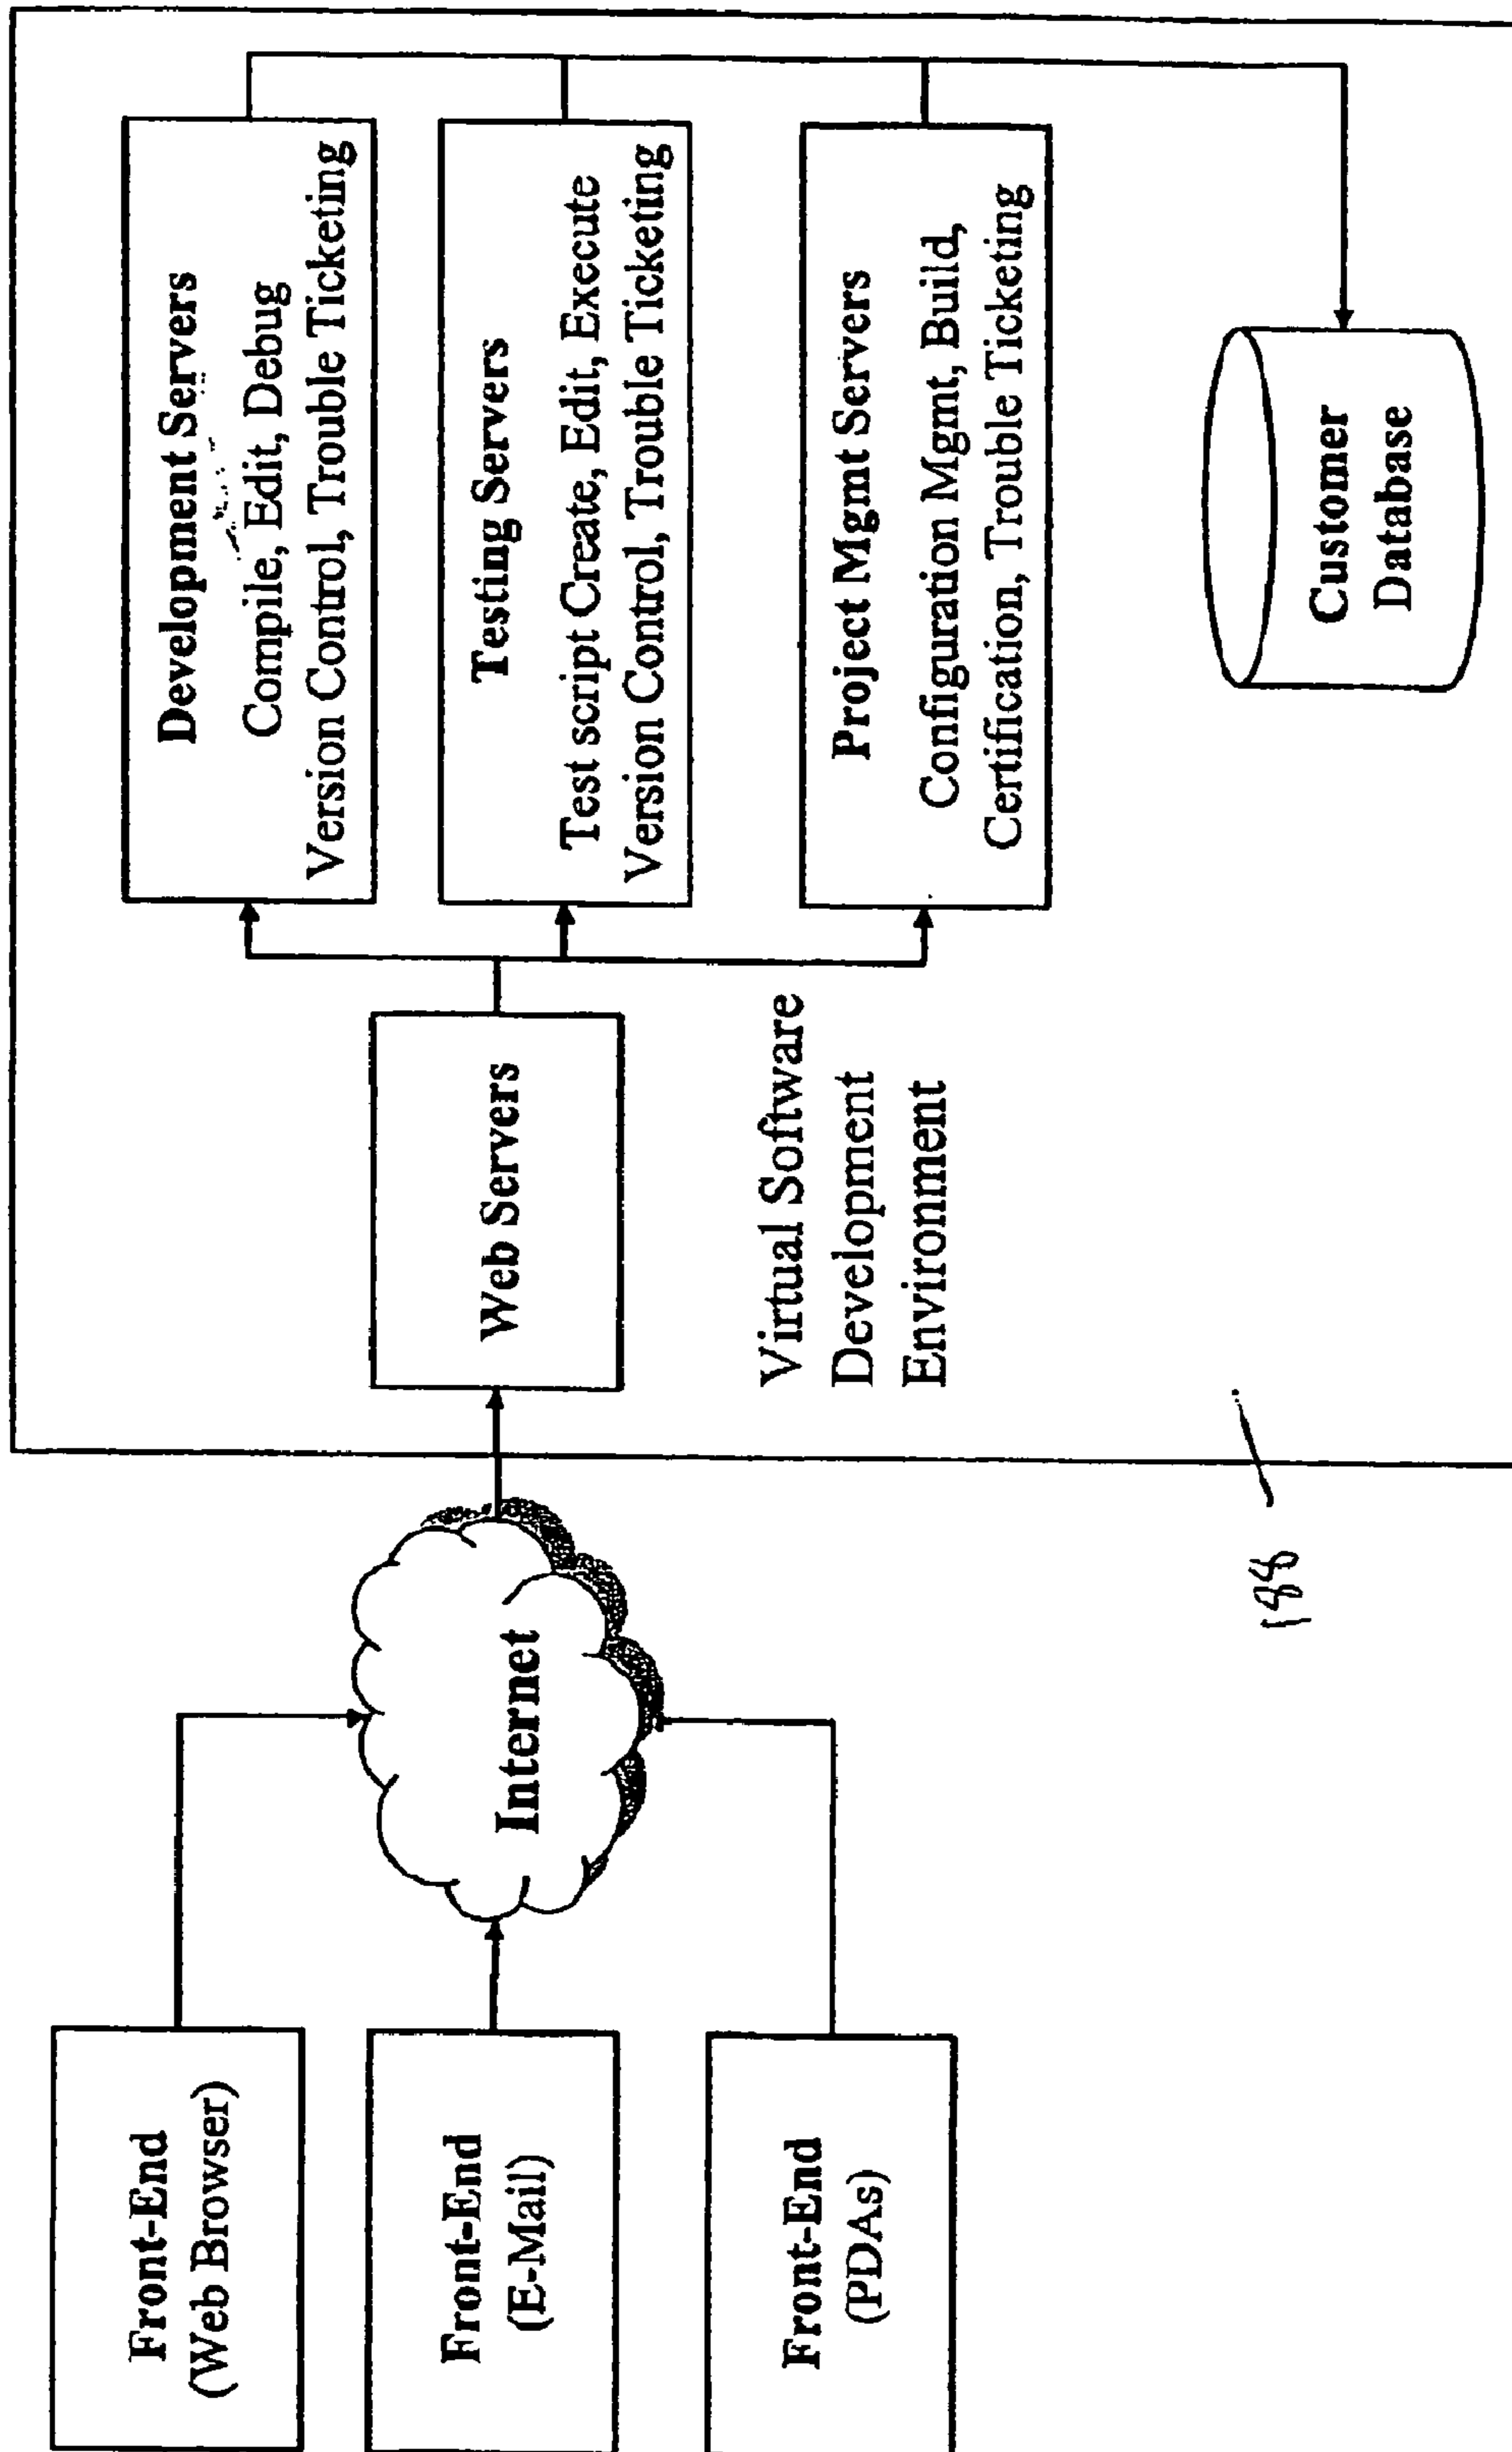 Front-End
(Web Browser)
Front-End
(E-Mail)
Front-End
(PDAs)
Internet
Web Servers
Virtual Software
Development
Environment
Development Servers
Compile, Edit, Debug
Version Control, Trouble Ticketing
Testing Servers
Test script Create, Edit, Execute
Version Control, Trouble Ticketing
Project Mgmt Servers
Configuration Mgmt, Build,
Certification, Trouble Ticketing
Customer
Database